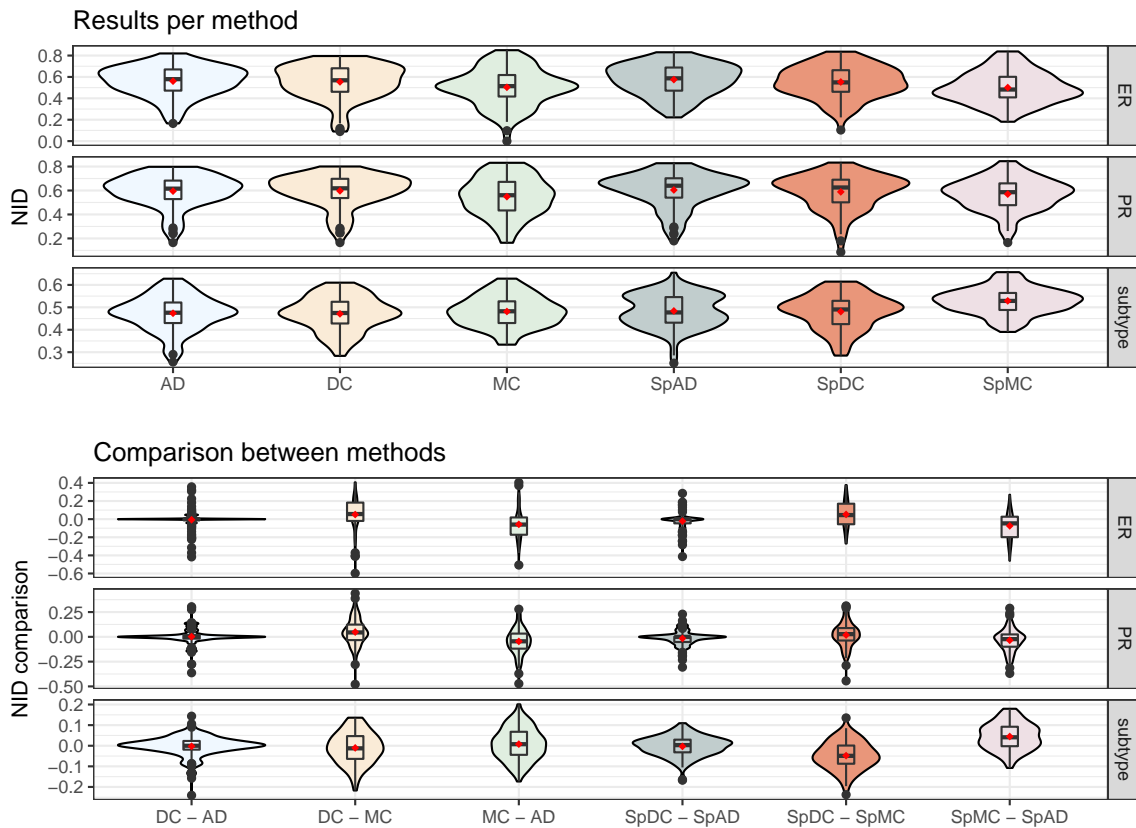 Results per method
NID
0.8
0.6
0.4
0.2
0.0
ER
0.8
0.6
0.4
0.2
PR
0.6
0.5
0.4
0.3
subtype
AD DC MC SpAD SpDC SpMC
Comparison between methods
NID comparison
0.4
0.2
0.0
−0.2
−0.4
−0.6
ER
0.25
0.00
−0.25
−0.50
PR
0.2
0.1
0.0
−0.1
−0.2
subtype
DC − AD DC − MC MC − AD SpDC − SpAD SpDC − SpMC SpMC − SpAD